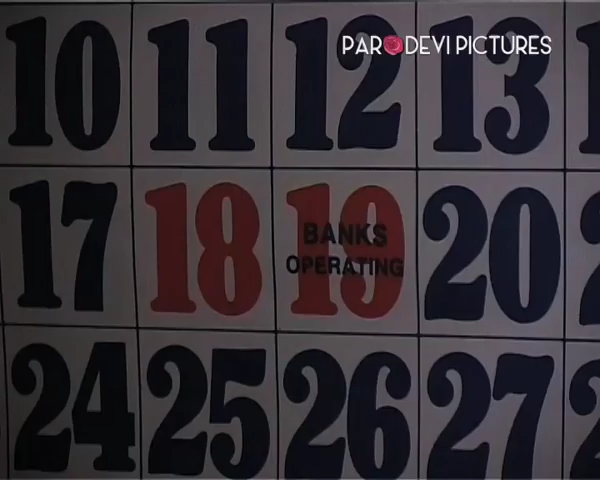 PARODEVI PICTURES
10 11 12 13
17 18 19 20
BANKS
OPERATING
24 25 26 27